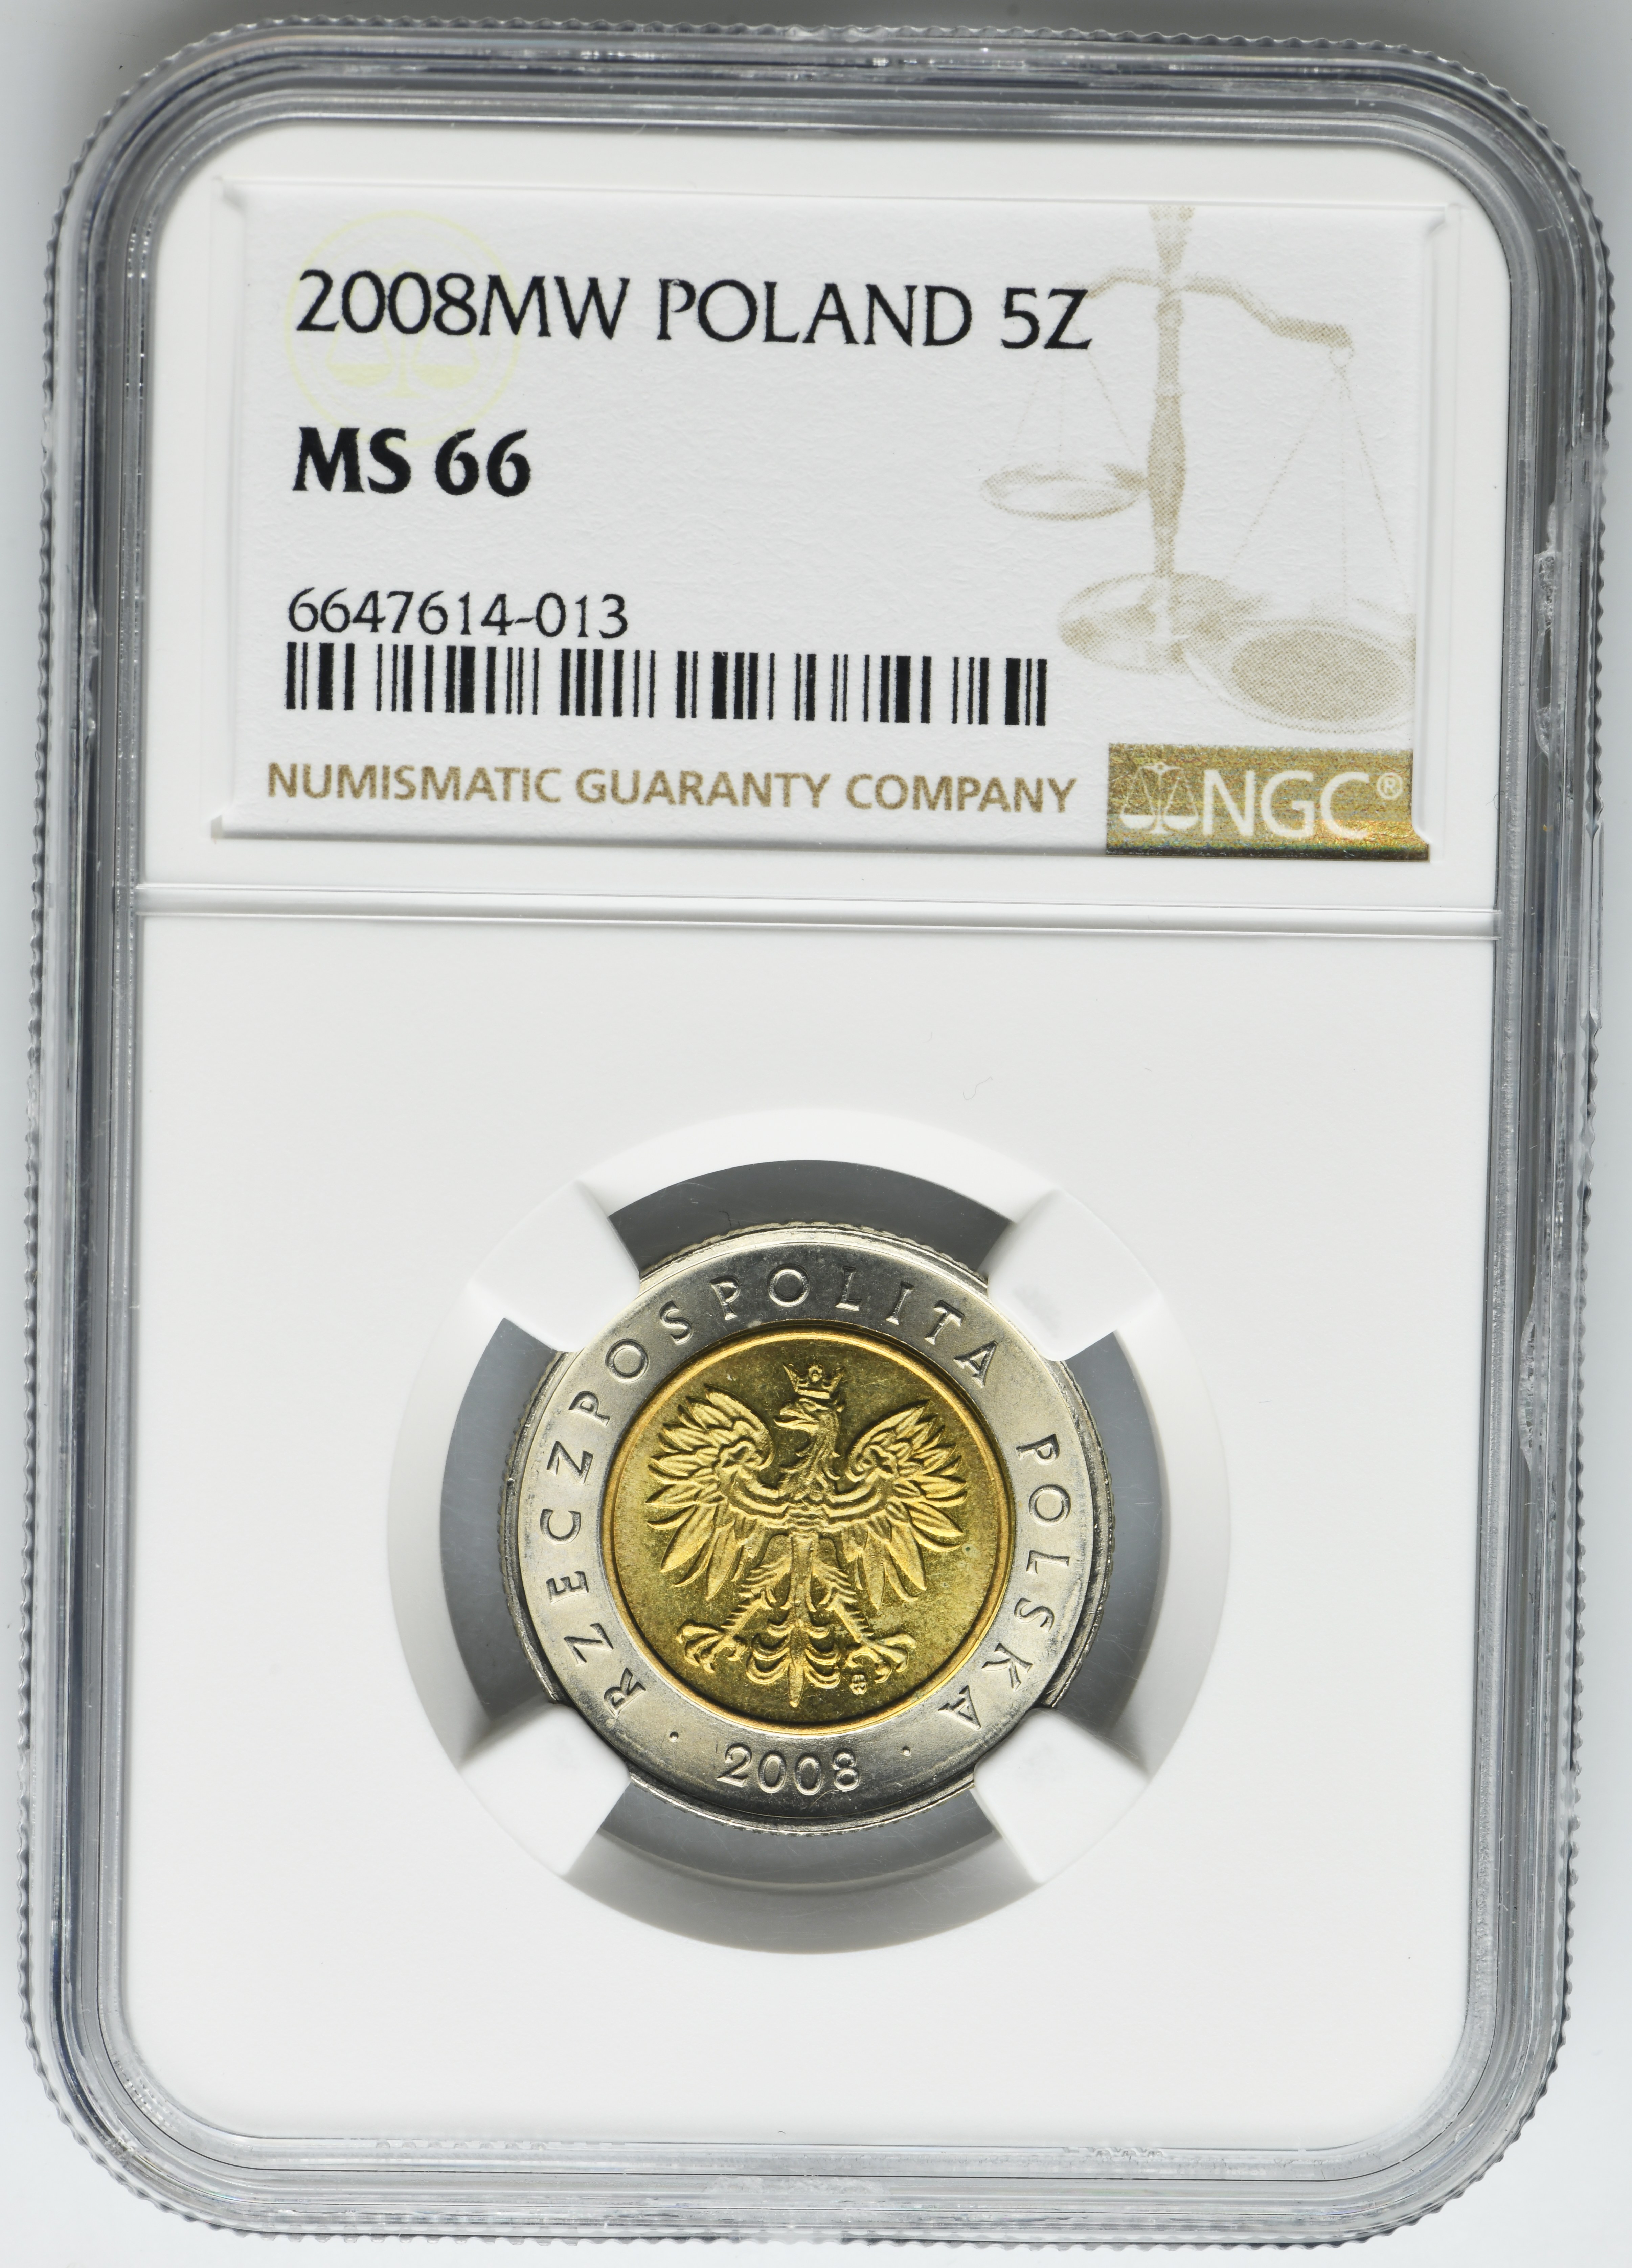 2008MW POLAND 5Z
MS 66
6647614-013
NUMISMATIC GUARANTY COMPANY
NGC®
RZECZPOSPOLITA POLSKA
· 2008 ·